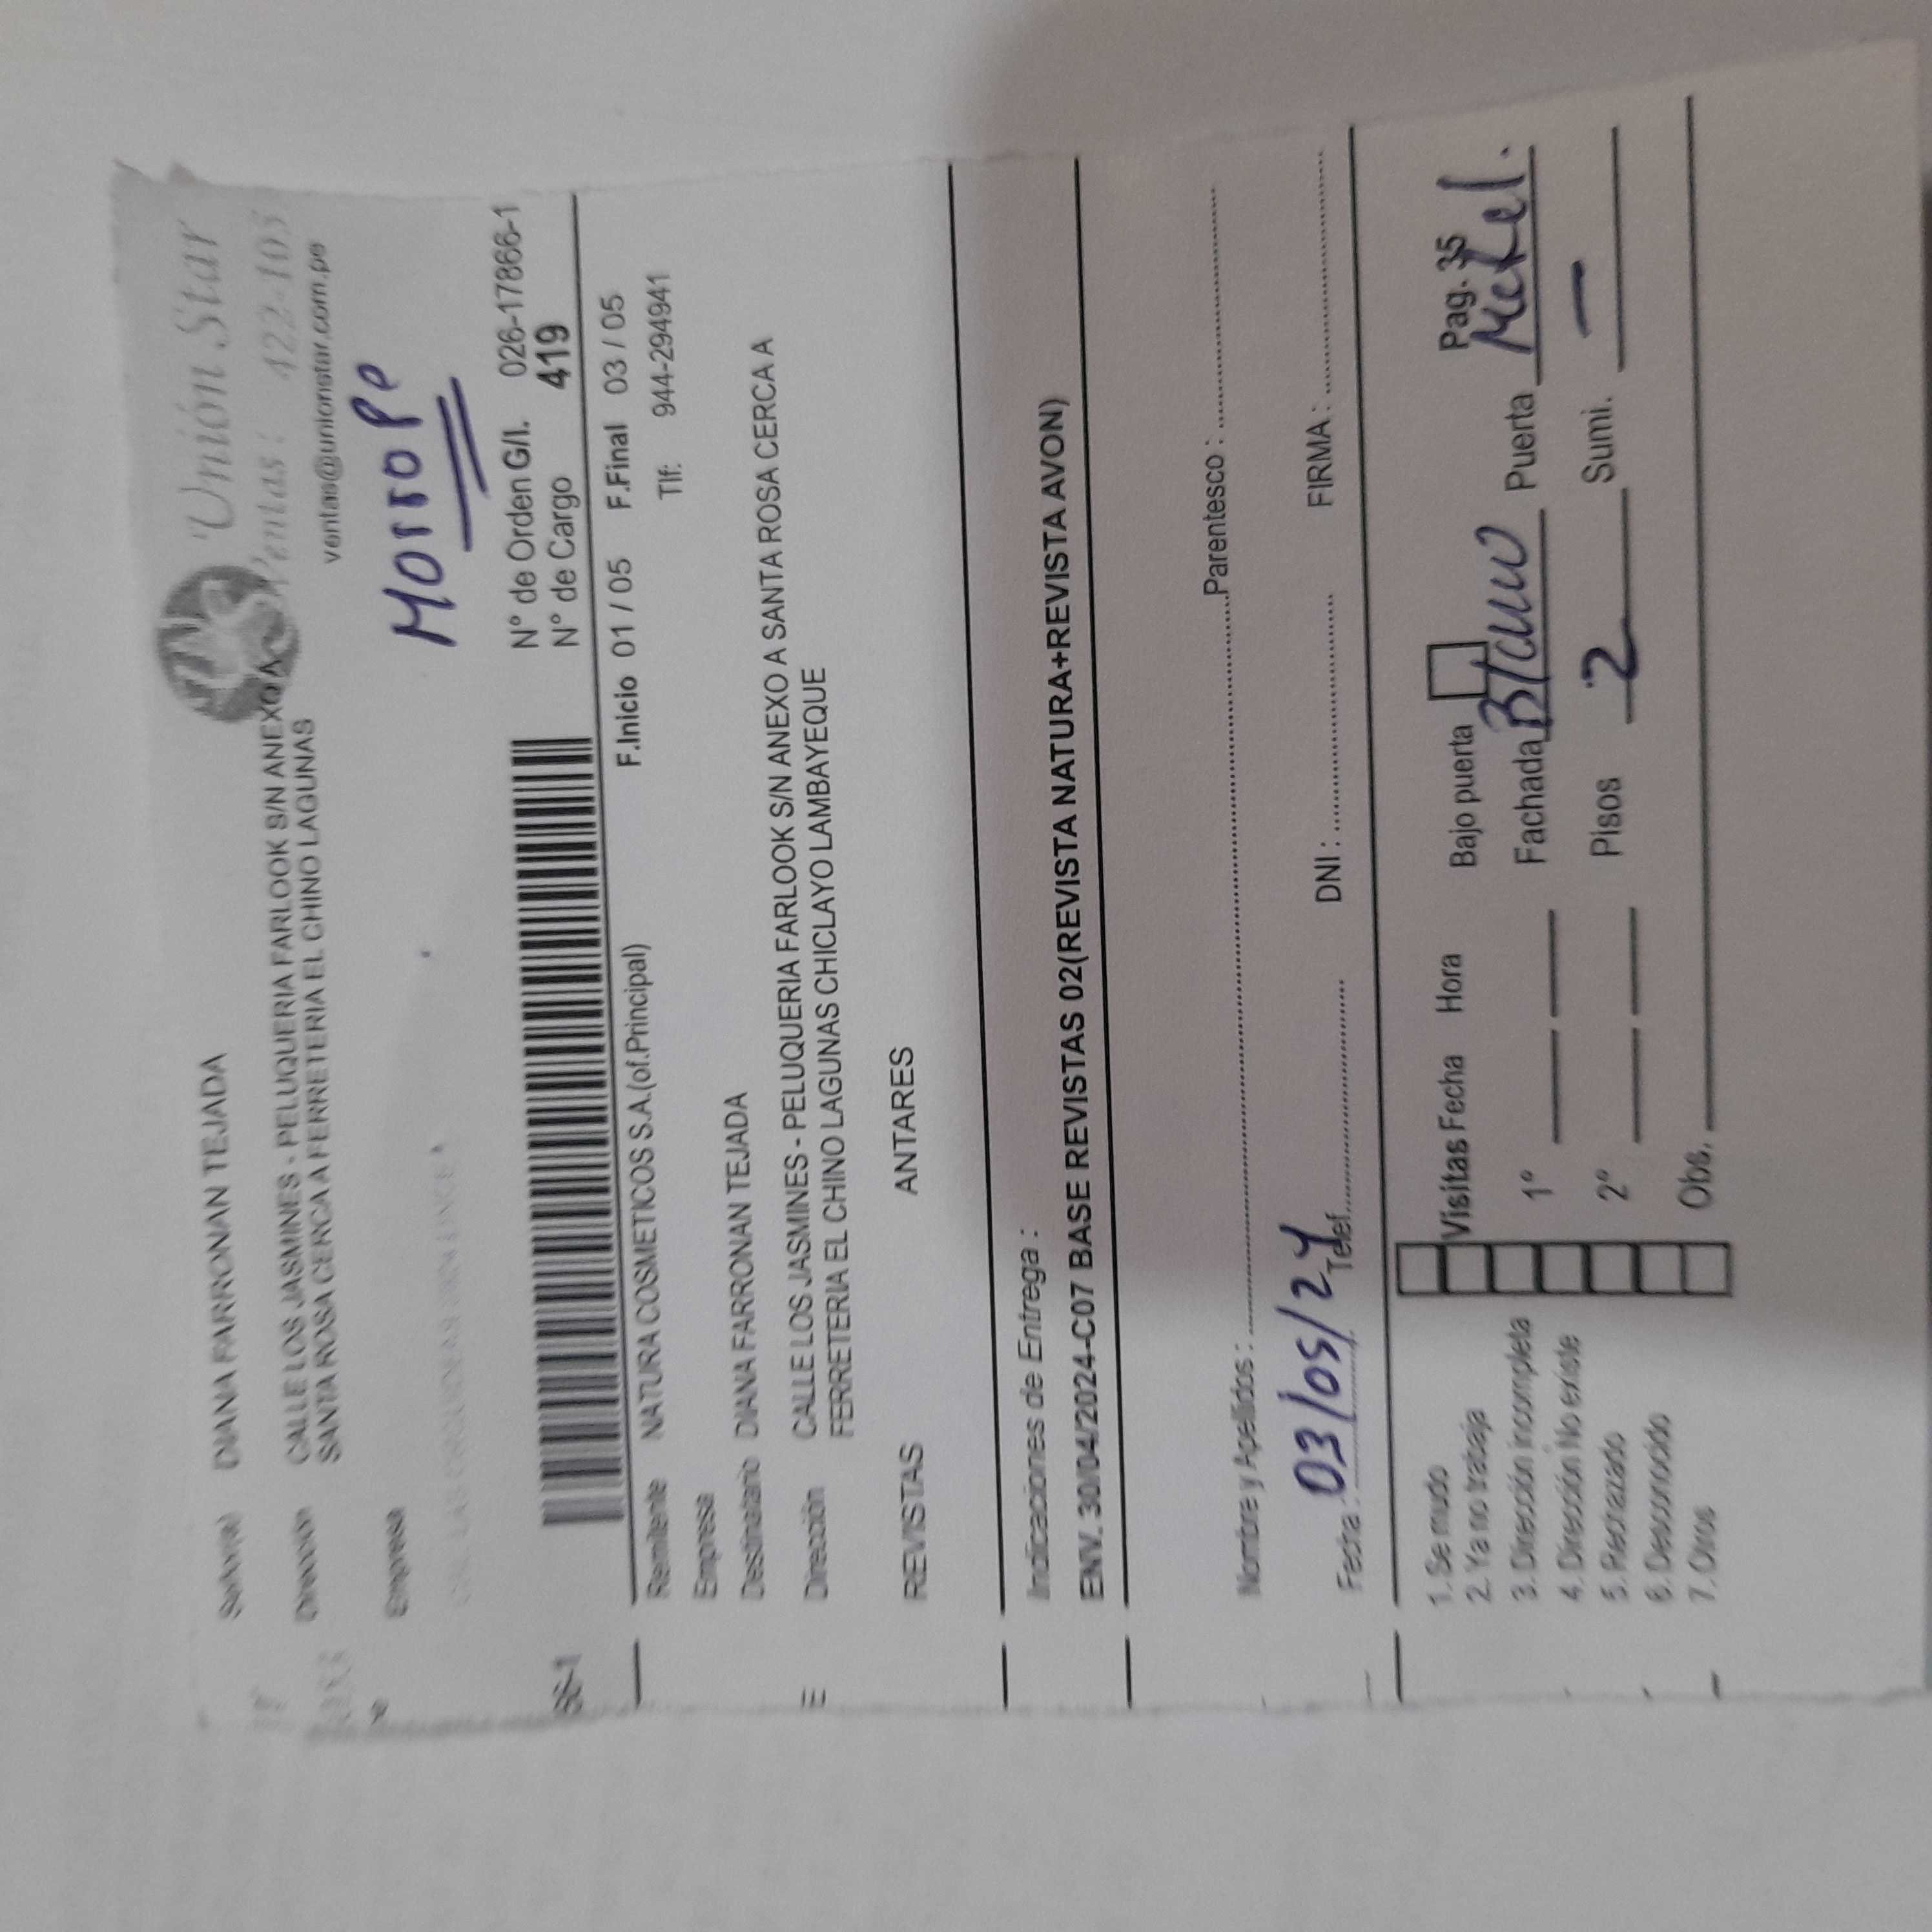 Señor(a) DIANA FARRONAN TEJADA
Unión Star
Ventas: 422-105
ventas@unionstar.com.pe
Dirección CALLE LOS JASMINES - PELUQUERIA FARLOOK S/N ANEXO A
SANTA ROSA CERCA A FERRETERIA EL CHINO LAGUNAS
Empresa
Morrope
66-1
N° de Orden G/I. 026-17866-1
N° de Cargo 419
F.Inicio 01 / 05 F.Final 03 / 05
Remitente NATURA COSMETICOS S.A.(of.Principal)
Tlf: 944-294941
Empresa
Destinatario DIANA FARRONAN TEJADA
Dirección CALLE LOS JASMINES - PELUQUERIA FARLOOK S/N ANEXO A SANTA ROSA CERCA A
FERRETERIA EL CHINO LAGUNAS CHICLAYO LAMBAYEQUE
REVISTAS ANTARES
Indicaciones de Entrega :
ENV. 30/04/2024-C07 BASE REVISTAS 02(REVISTA NATURA+REVISTA AVON)
Nombre y Apellidos : Parentesco :
Fecha : 03/05/24 Telef. DNI : FIRMA :
1. Se mudo
2. Ya no trabaja
3. Dirección incompleta
4. Dirección No existe
5. Rechazado
6. Desconocido
7. Otros
Visitas Fecha Hora Bajo puerta Pag. 35
1° Fachada Blanco Puerta Metal.
2° Pisos 2 Sumi. —
Obs.